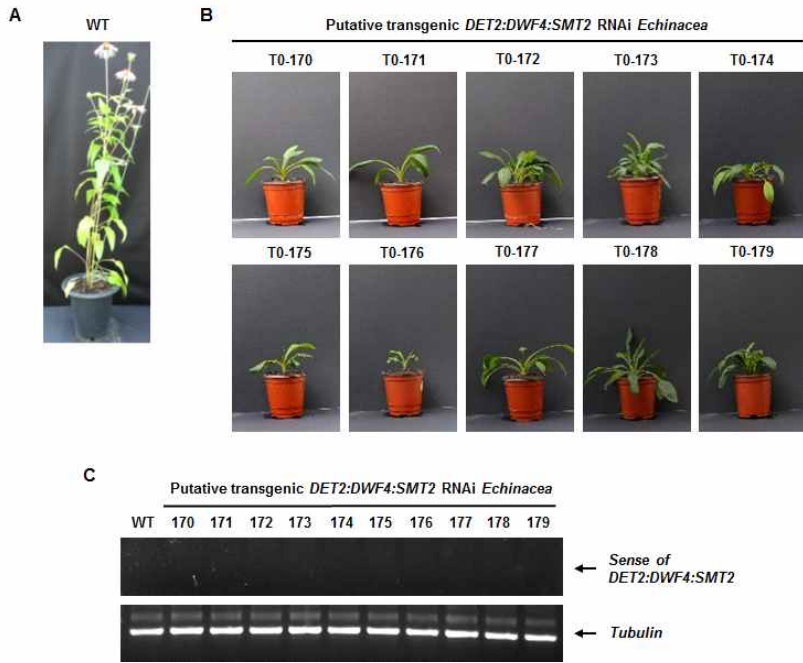 A
WT
B
Putative transgenic DET2:DWF4:SMT2 RNAi Echinacea
T0-170 T0-171 T0-172 T0-173 T0-174
T0-175 T0-176 T0-177 T0-178 T0-179
C
Putative transgenic DET2:DWF4:SMT2 RNAi Echinacea
WT 170 171 172 173 174 175 176 177 178 179
Sense of
DET2:DWF4:SMT2
Tubulin